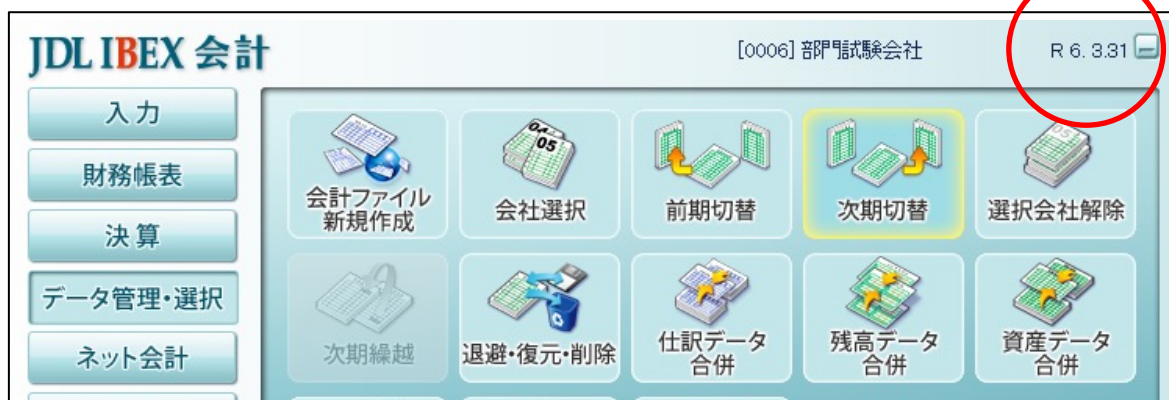 JDL IBEX 会計
[0006] 部門試験会社
R 6. 3.31
入力
財務帳表
決算
データ管理・選択
ネット会計
04
05
会計ファイル
新規作成
会社選択
前期切替
次期切替
05
選択会社解除
次期繰越
退避・復元・削除
仕訳データ
合併
残高データ
合併
資産データ
合併